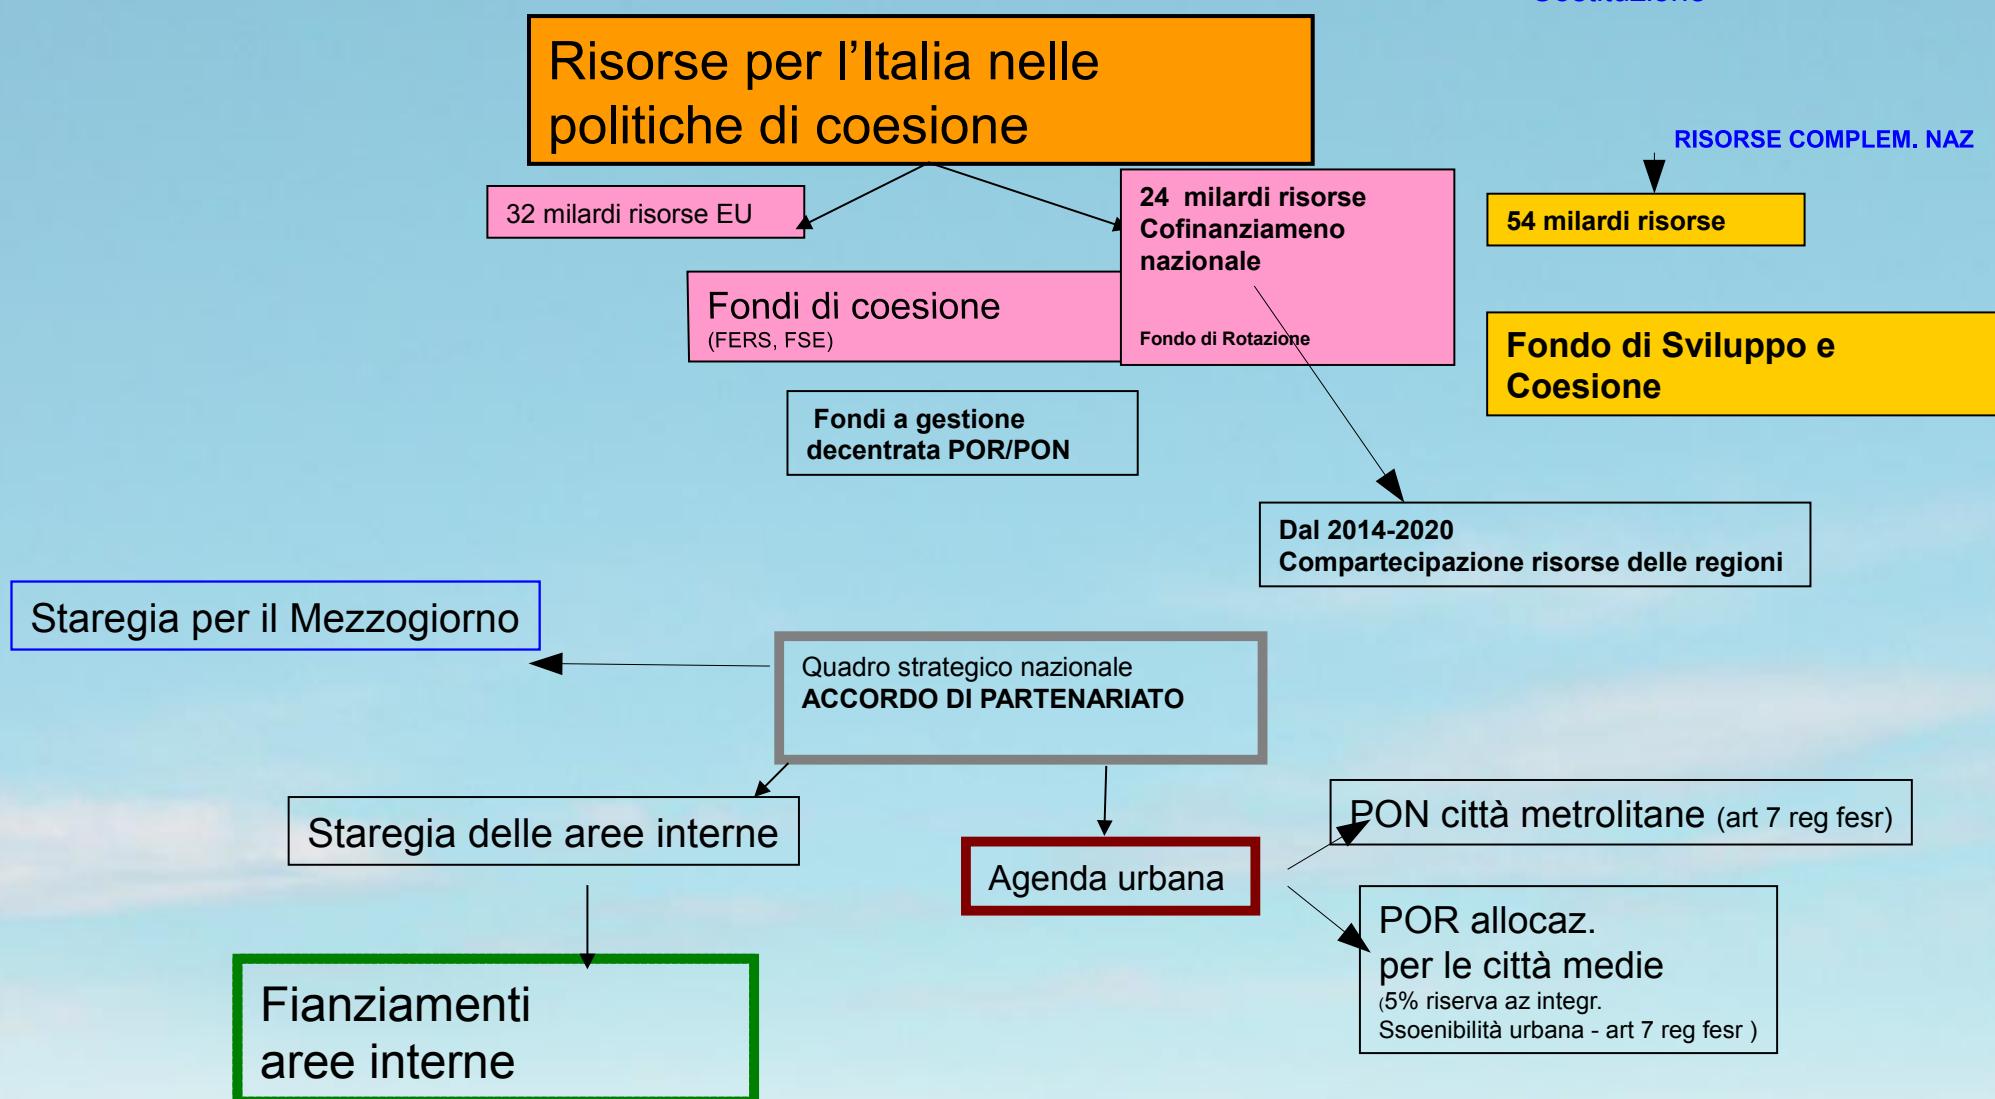 Risorse per l’Italia nelle
politiche di coesione
RISORSE COMPLEM. NAZ
32 milardi risorse EU
24 milardi risorse
Cofinanziameno
nazionale
Fondo di Rotazione
54 milardi risorse
Fondi di coesione
(FERS, FSE)
Fondo di Sviluppo e
Coesione
Fondi a gestione
decentrata POR/PON
Dal 2014-2020
Compartecipazione risorse delle regioni
Staregia per il Mezzogiorno
Quadro strategico nazionale
ACCORDO DI PARTENARIATO
Staregia delle aree interne
Agenda urbana
PON città metrolitane (art 7 reg fesr)
POR allocaz.
per le città medie
(5% riserva az integr.
Ssoenibilità urbana - art 7 reg fesr )
Fianziamenti
aree interne